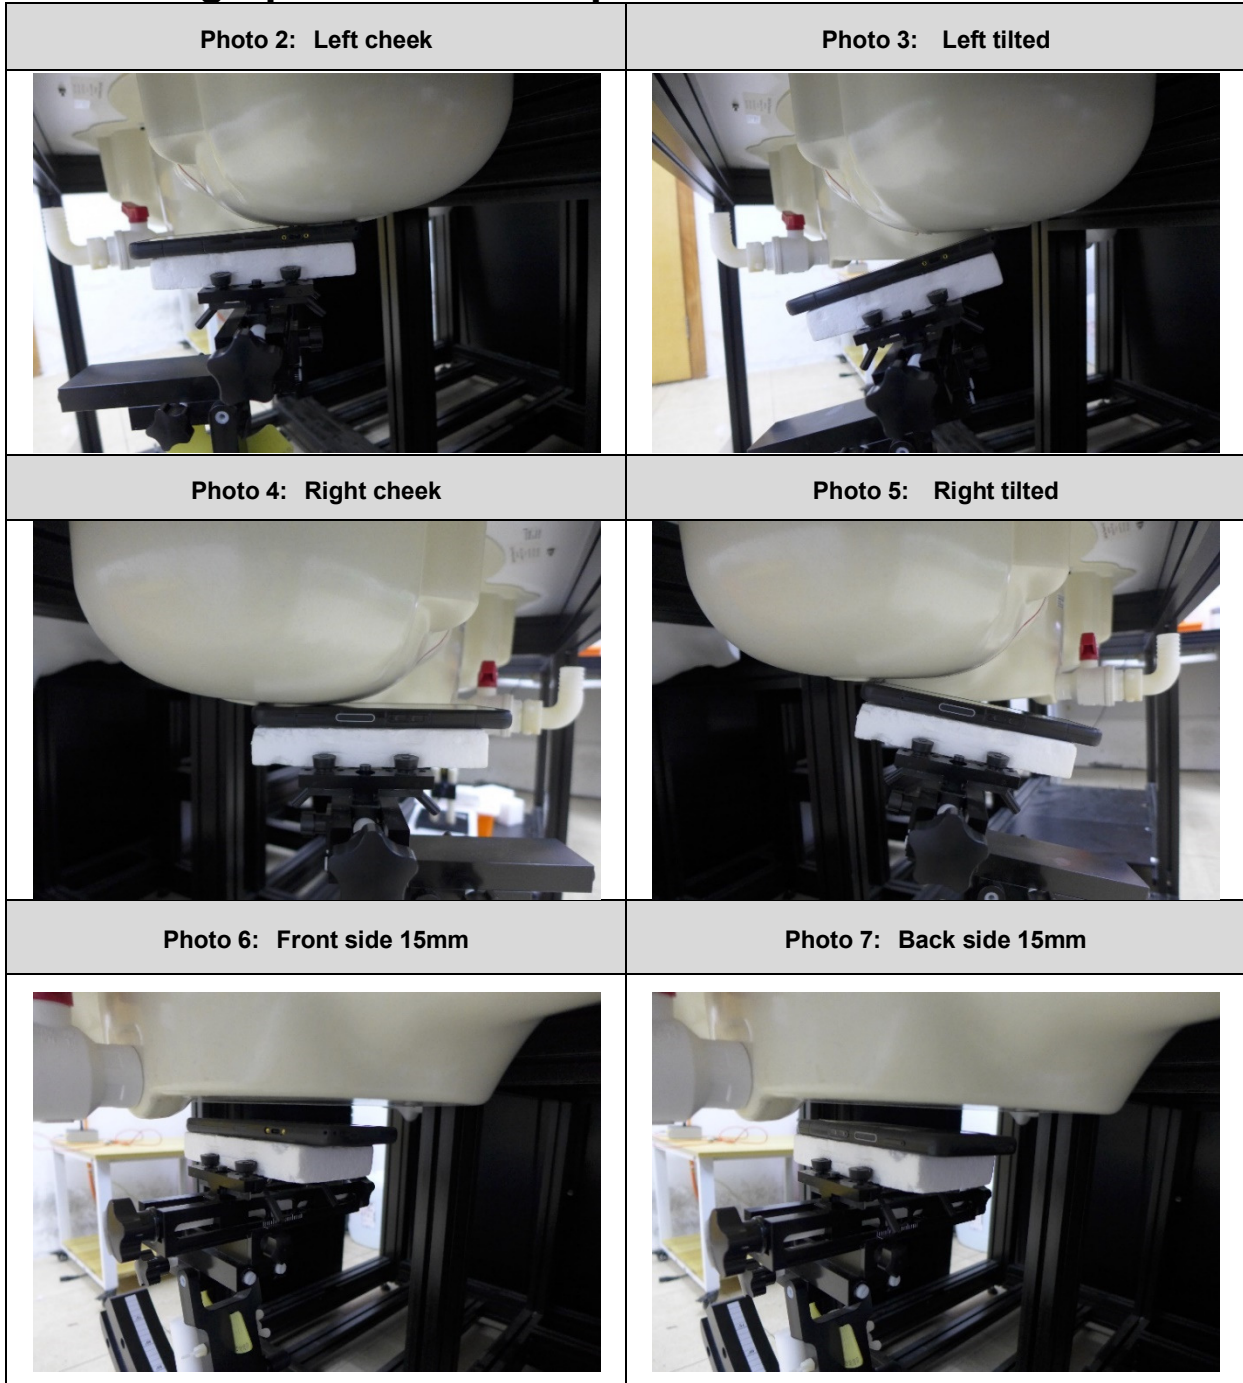 Photo 2: Left cheek
Photo 3: Left tilted
Photo 4: Right cheek
Photo 5: Right tilted
Photo 6: Front side 15mm
Photo 7: Back side 15mm